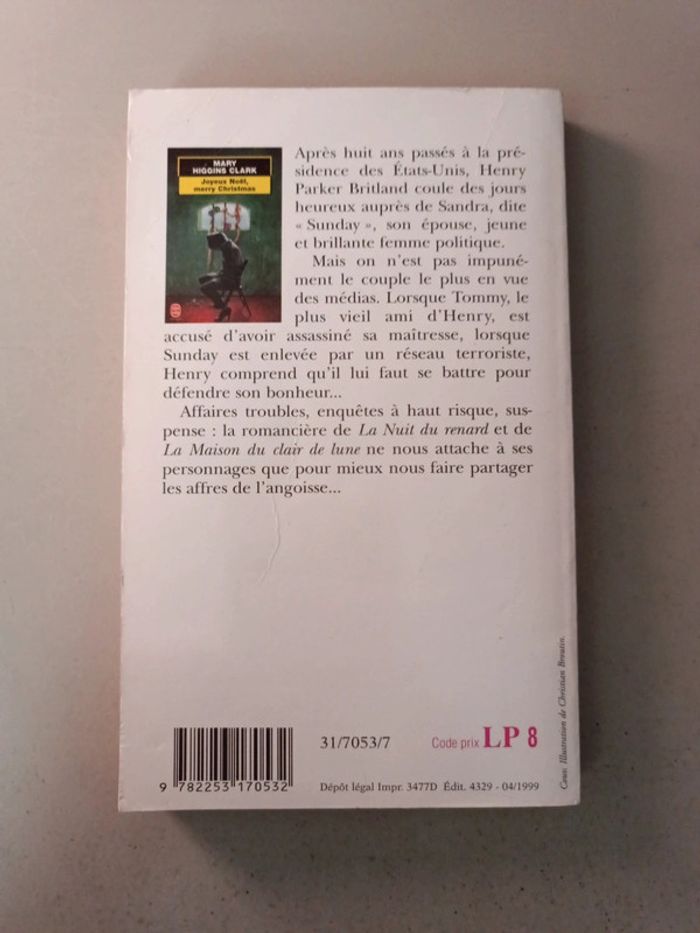 MARY
HIGGINS CLARK
Joyeux Noël,
merry Christmas
Après huit ans passés à la pré-
sidence des États-Unis, Henry
Parker Britland coule des jours
heureux auprès de Sandra, dite
« Sunday », son épouse, jeune
et brillante femme politique.
Mais on n'est pas impuné-
ment le couple le plus en vue
des médias. Lorsque Tommy, le
plus vieil ami d'Henry, est
accusé d'avoir assassiné sa maîtresse, lorsque
Sunday est enlevée par un réseau terroriste,
Henry comprend qu'il lui faut se battre pour
défendre son bonheur...
Affaires troubles, enquêtes à haut risque, sus-
pense : la romancière de La Nuit du renard et de
La Maison du clair de lune ne nous attache à ses
personnages que pour mieux nous faire partager
les affres de l'angoisse...
Couv. Illustration de Christian Broutin.
31/7053/7
Code prix LP 8
9 782253 170532
Dépôt légal Impr. 3477D Édit. 4329 - 04/1999